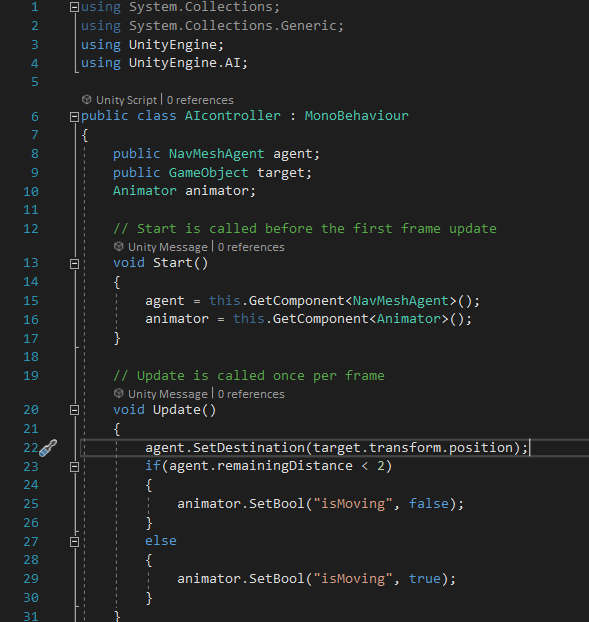 1 using System.Collections;
2 using System.Collections.Generic;
3 using UnityEngine;
4 using UnityEngine.AI;
5
Unity Script | 0 references
6 public class AIcontroller : MonoBehaviour
7 {
8 public NavMeshAgent agent;
9 public GameObject target;
10 Animator animator;
11
12 // Start is called before the first frame update
Unity Message | 0 references
13 void Start()
14 {
15 agent = this.GetComponent<NavMeshAgent>();
16 animator = this.GetComponent<Animator>();
17 }
18
19 // Update is called once per frame
Unity Message | 0 references
20 void Update()
21 {
22 agent.SetDestination(target.transform.position);
23 if(agent.remainingDistance < 2)
24 {
25 animator.SetBool("isMoving", false);
26 }
27 else
28 {
29 animator.SetBool("isMoving", true);
30 }
31 }